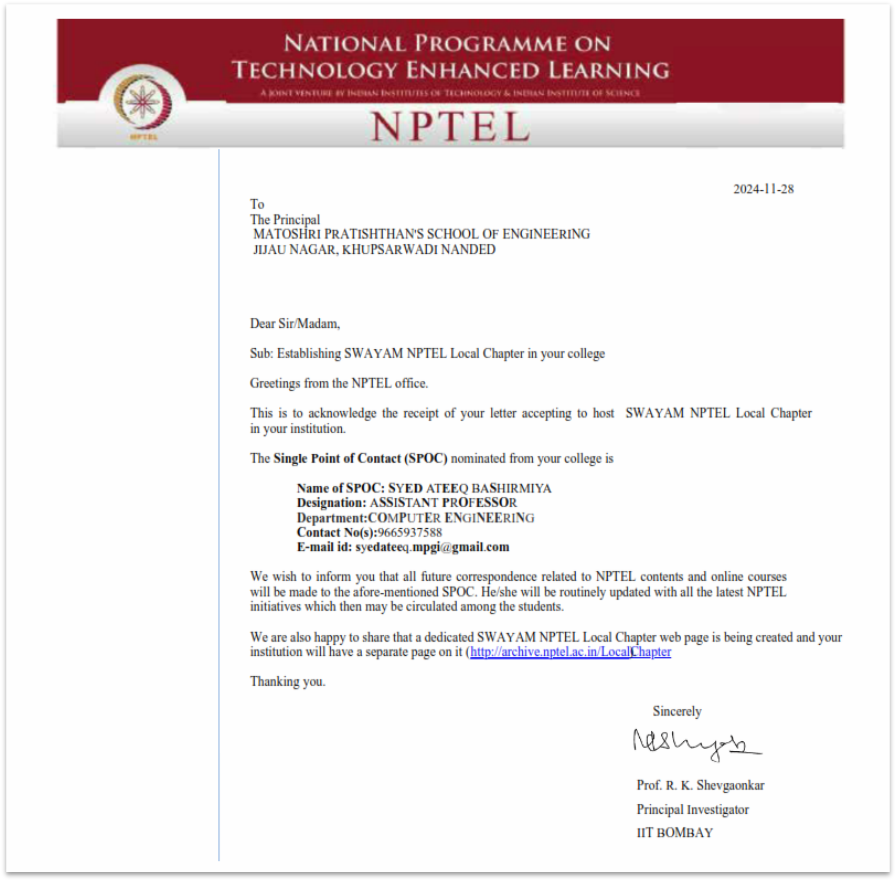 NATIONAL PROGRAMME ON
TECHNOLOGY ENHANCED LEARNING
A JOINT VENTURE BY INDIAN INSTITUTES OF TECHNOLOGY & INDIAN INSTITUTE OF SCIENCE
NPTEL
NPTEL
2024-11-28
To
The Principal
MATOSHRI PRATISHTHAN'S SCHOOL OF ENGINEERING
JIJAU NAGAR, KHUPSARWADI NANDED
Dear Sir/Madam,
Sub: Establishing SWAYAM NPTEL Local Chapter in your college
Greetings from the NPTEL office.
This is to acknowledge the receipt of your letter accepting to host SWAYAM NPTEL Local Chapter
in your institution.
The Single Point of Contact (SPOC) nominated from your college is
Name of SPOC: SYED ATEEQ BASHIRMIYA
Designation: ASSISTANT PROFESSOR
Department:COMPUTER ENGINEERING
Contact No(s):9665937588
E-mail id: syedateeq.mpgi@gmail.com
We wish to inform you that all future correspondence related to NPTEL contents and online courses
will be made to the afore-mentioned SPOC. He/she will be routinely updated with all the latest NPTEL
initiatives which then may be circulated among the students.
We are also happy to share that a dedicated SWAYAM NPTEL Local Chapter web page is being created and your
institution will have a separate page on it (http://archive.nptel.ac.in/LocalChapter
Thanking you.
Sincerely
Prof. R. K. Shevgaonkar
Principal Investigator
IIT BOMBAY